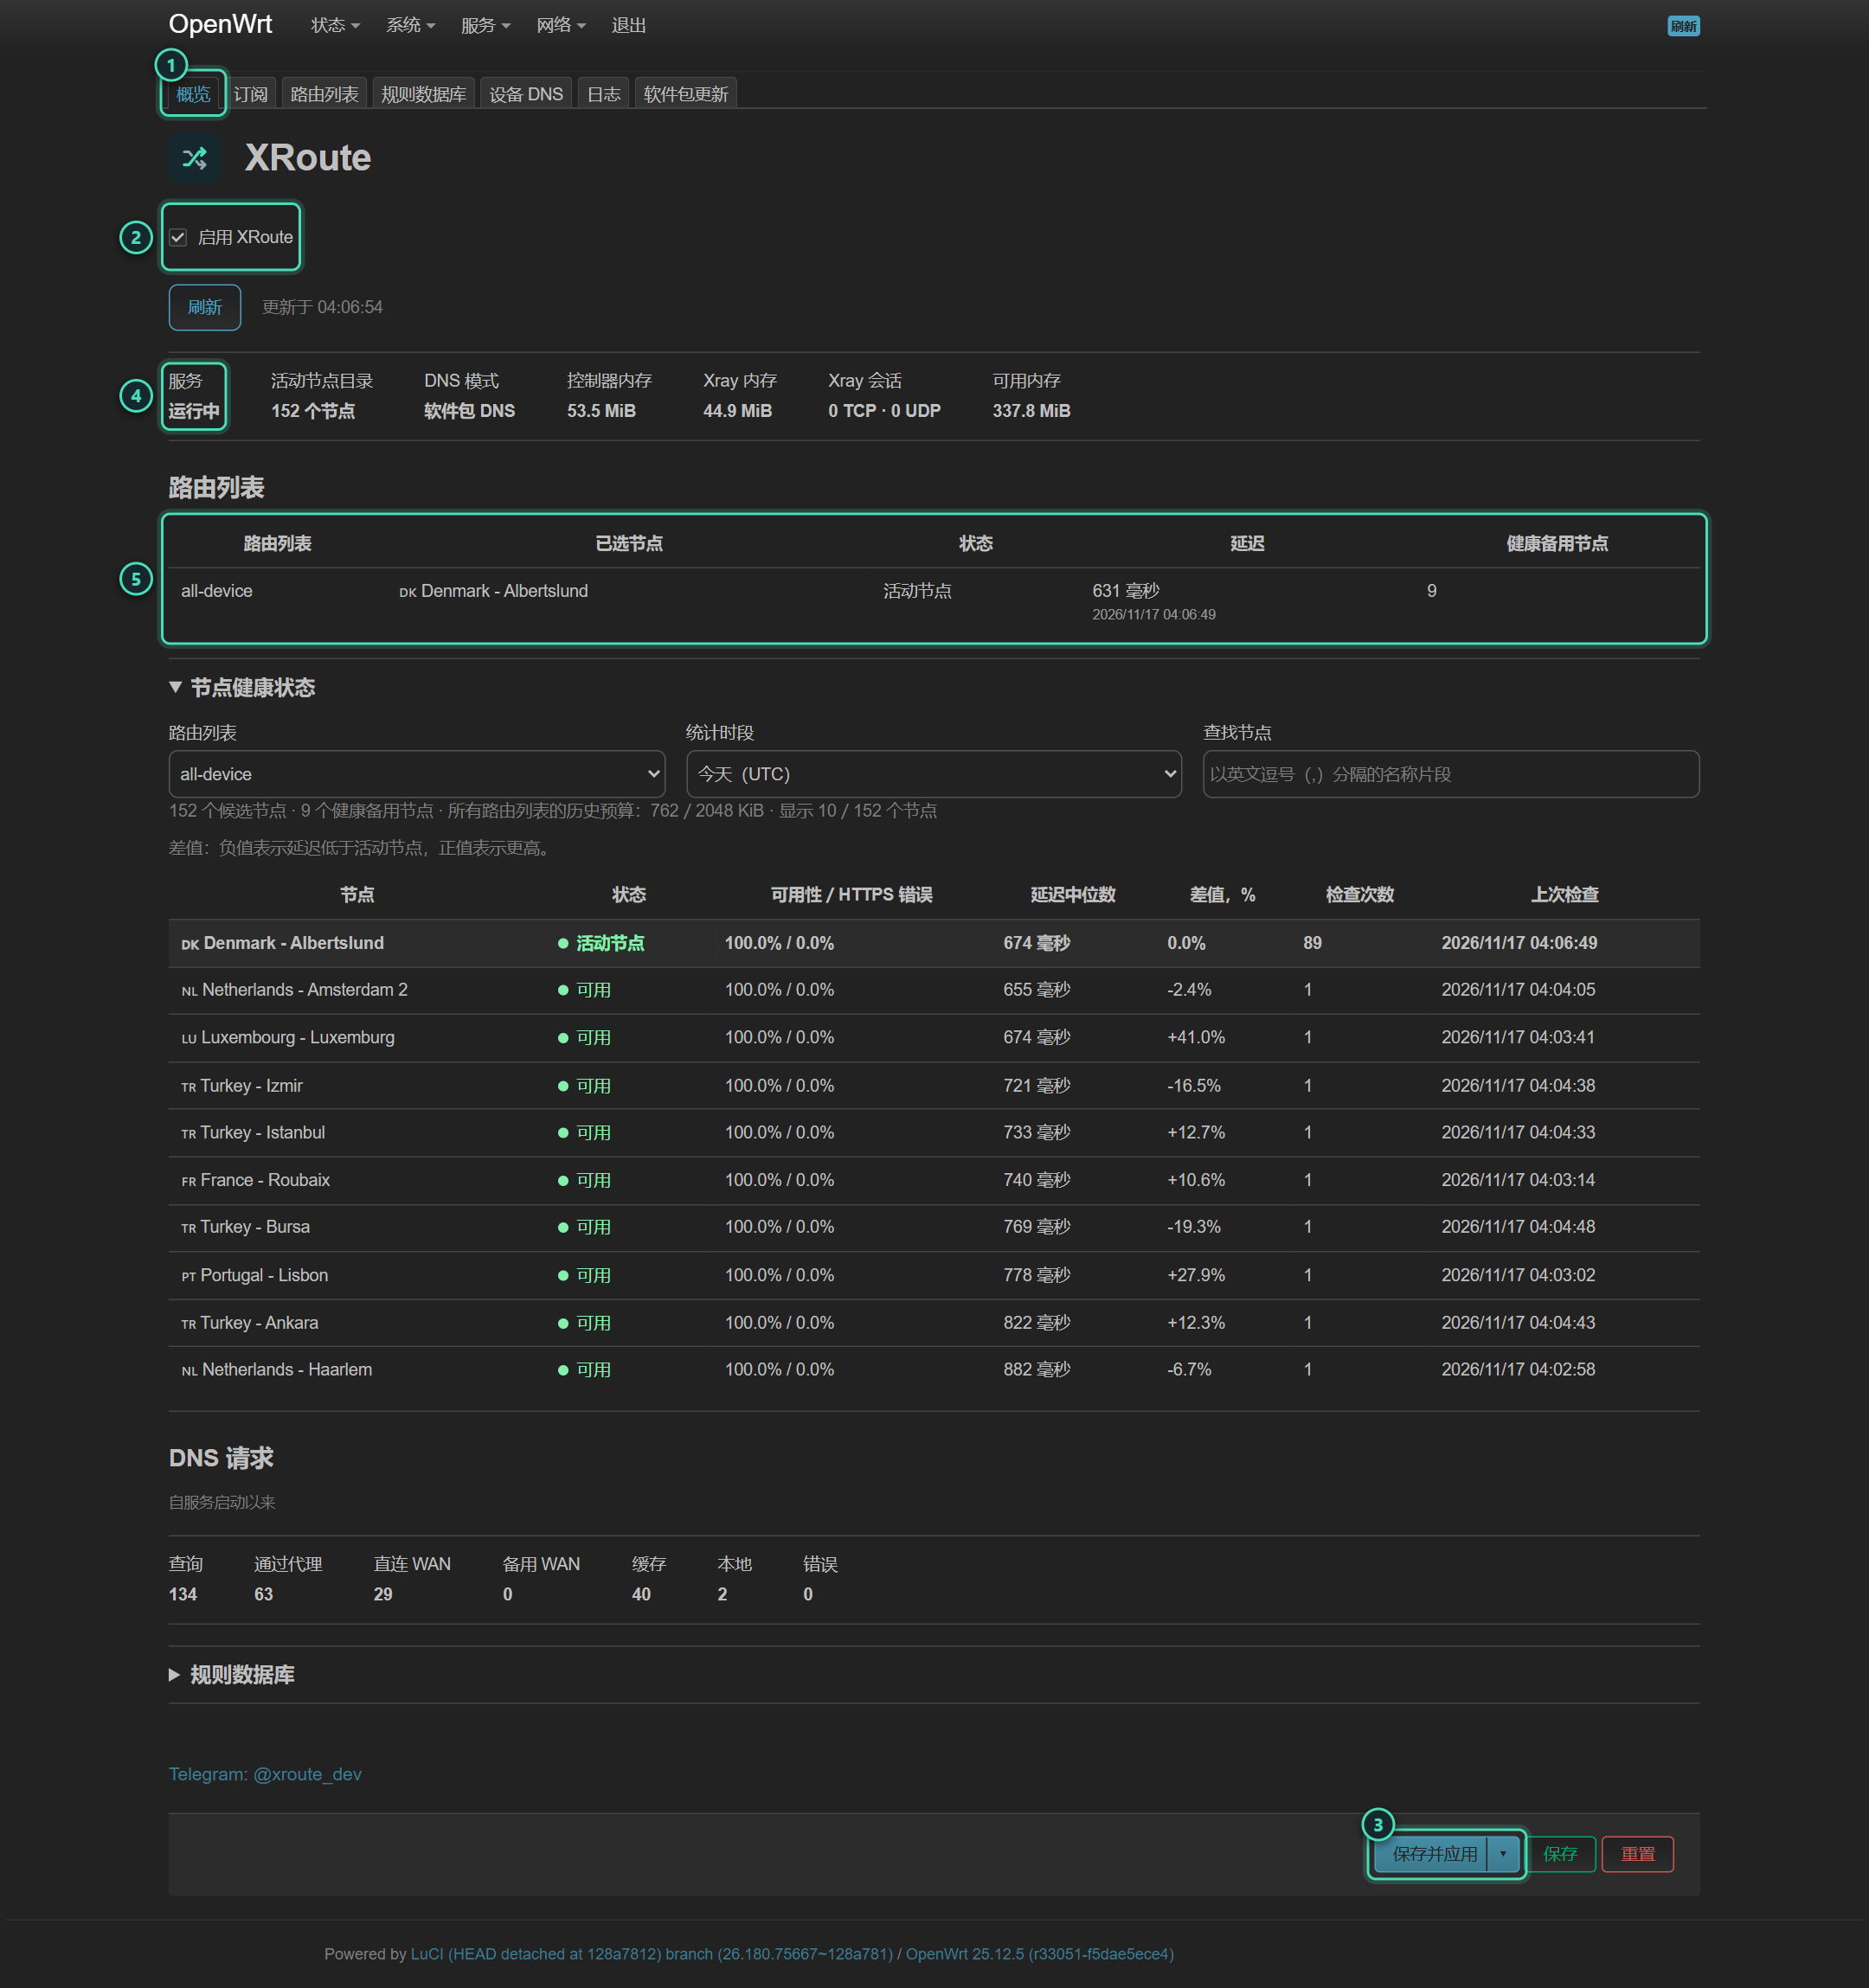 OpenWrt 状态 系统 服务 网络 退出 刷新
1
概览 订阅 路由列表 规则数据库 设备 DNS 日志 软件包更新
XRoute
2 启用 XRoute
刷新 更新于 04:06:54
服务 活动节点目录 DNS 模式 控制器内存 Xray 内存 Xray 会话 可用内存
4
运行中 152 个节点 软件包 DNS 53.5 MiB 44.9 MiB 0 TCP · 0 UDP 337.8 MiB
路由列表
路由列表 已选节点 状态 延迟 健康备用节点
5
all-device DK Denmark - Albertslund 活动节点 631 毫秒 9
2026/11/17 04:06:49
▼ 节点健康状态
路由列表 统计时段 查找节点
all-device 今天（UTC） 以英文逗号（,）分隔的名称片段
152 个候选节点 · 9 个健康备用节点 · 所有路由列表的历史预算：762 / 2048 KiB · 显示 10 / 152 个节点
差值：负值表示延迟低于活动节点，正值表示更高。
节点 状态 可用性 / HTTPS 错误 延迟中位数 差值，% 检查次数 上次检查
DK Denmark - Albertslund 活动节点 100.0% / 0.0% 674 毫秒 0.0% 89 2026/11/17 04:06:49
NL Netherlands - Amsterdam 2 可用 100.0% / 0.0% 655 毫秒 -2.4% 1 2026/11/17 04:04:05
LU Luxembourg - Luxemburg 可用 100.0% / 0.0% 674 毫秒 +41.0% 1 2026/11/17 04:03:41
TR Turkey - Izmir 可用 100.0% / 0.0% 721 毫秒 -16.5% 1 2026/11/17 04:04:38
TR Turkey - Istanbul 可用 100.0% / 0.0% 733 毫秒 +12.7% 1 2026/11/17 04:04:33
FR France - Roubaix 可用 100.0% / 0.0% 740 毫秒 +10.6% 1 2026/11/17 04:03:14
TR Turkey - Bursa 可用 100.0% / 0.0% 769 毫秒 -19.3% 1 2026/11/17 04:04:48
PT Portugal - Lisbon 可用 100.0% / 0.0% 778 毫秒 +27.9% 1 2026/11/17 04:03:02
TR Turkey - Ankara 可用 100.0% / 0.0% 822 毫秒 +12.3% 1 2026/11/17 04:04:43
NL Netherlands - Haarlem 可用 100.0% / 0.0% 882 毫秒 -6.7% 1 2026/11/17 04:02:58
DNS 请求
自服务启动以来
查询 通过代理 直连 WAN 备用 WAN 缓存 本地 错误
134 63 29 0 40 2 0
▶ 规则数据库
Telegram: @xroute_dev
3
保存并应用 保存 重置
Powered by LuCI (HEAD detached at 128a7812) branch (26.180.75667~128a781) / OpenWrt 25.12.5 (r33051-f5dae5ece4)